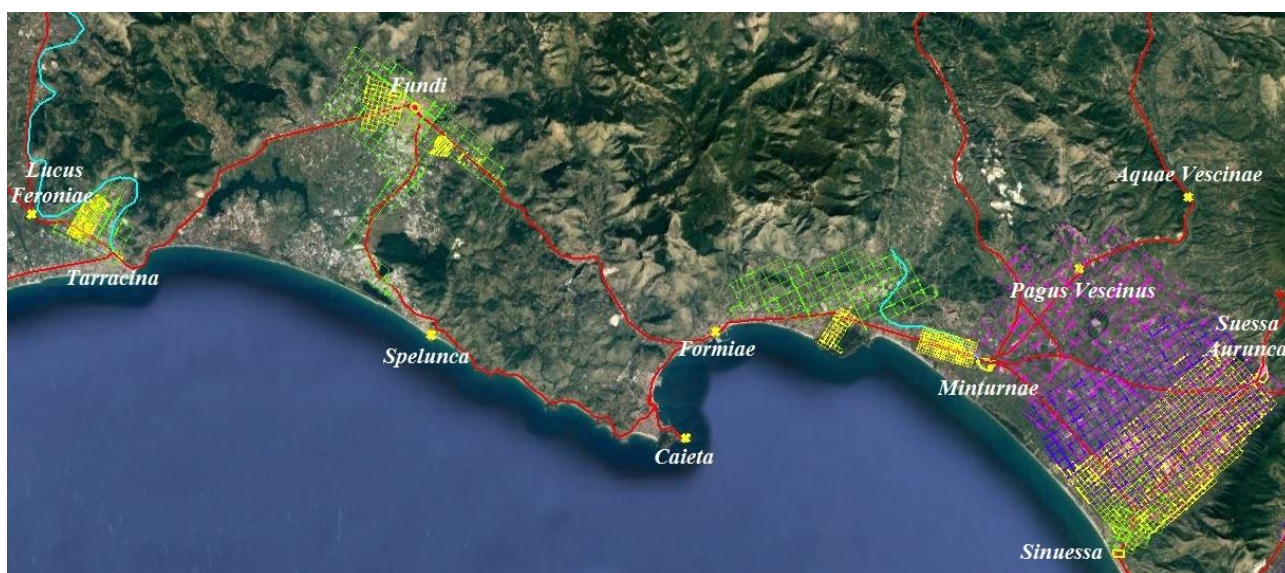 Fundi
Lucus
Feroniae
Aquae Vescinae
Tarracina
Pagus Vescinus
Spelunca
Formiae
Suessa
Aurunca
Minturnae
Caieta
Sinuessa